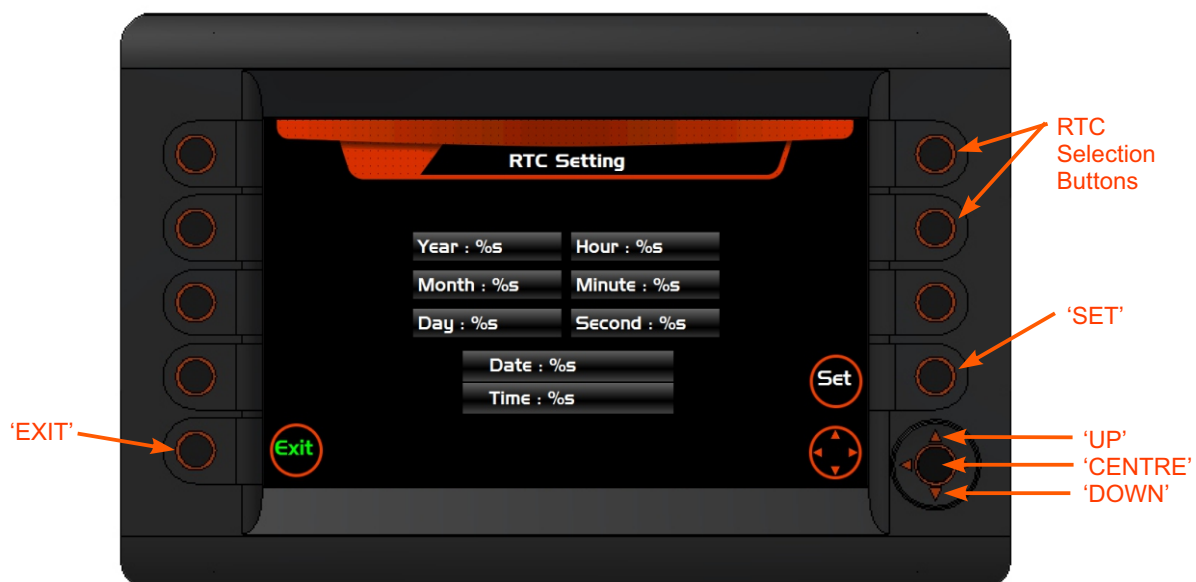 RTC Setting
Year : %s
Hour : %s
Month : %s
Minute : %s
Day : %s
Second : %s
Date : %s
Time : %s
Set
Exit
RTC
Selection
Buttons
‘SET’
‘EXIT’
‘UP’
‘CENTRE’
‘DOWN’